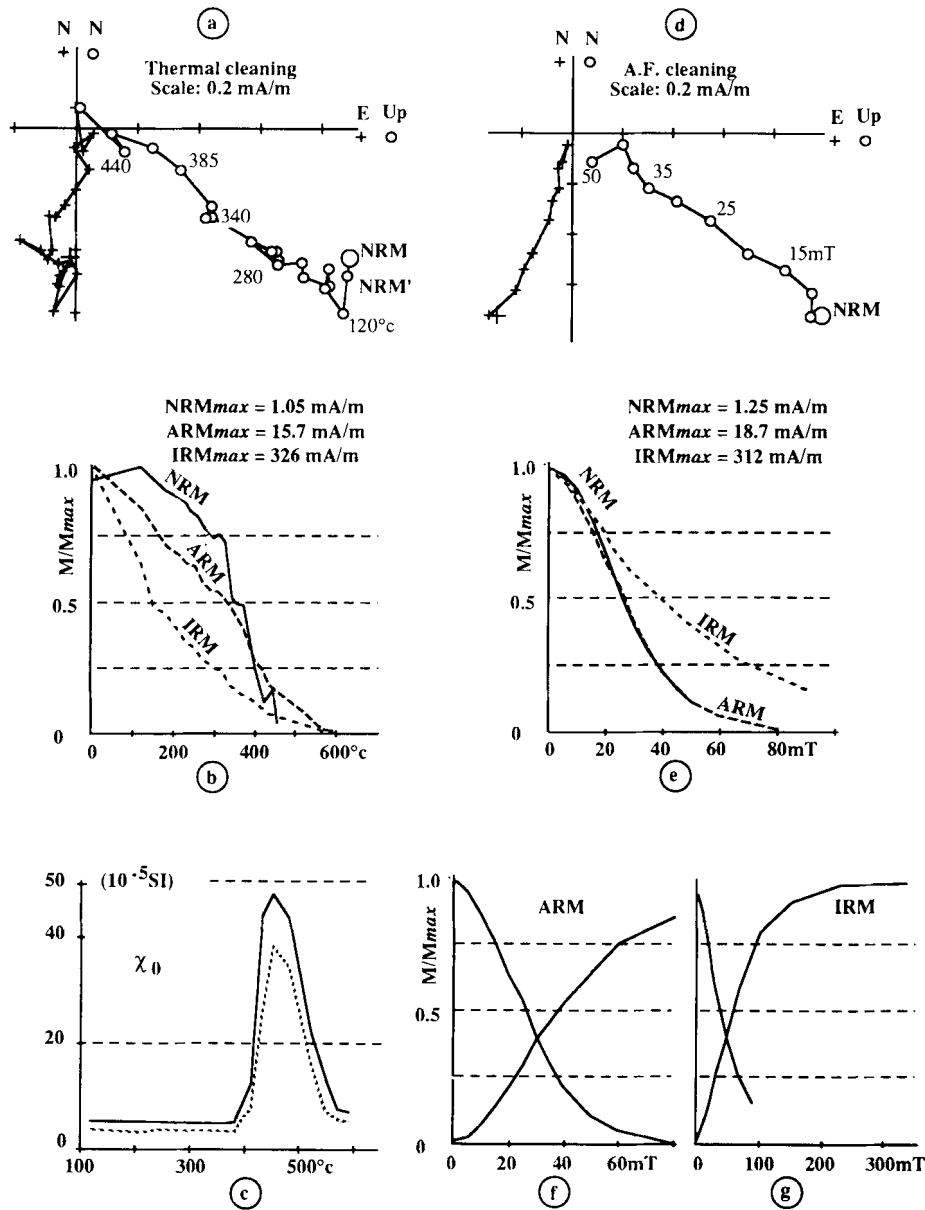 a
N N
+
Thermal cleaning
Scale: 0.2 mA/m
E Up
+
440
385
340
280
NRM
NRM'
120°c
d
N N
+
A.F. cleaning
Scale: 0.2 mA/m
E Up
+
50
35
25
15mT
NRM
NRMmax = 1.05 mA/m
ARMmax = 15.7 mA/m
IRMmax = 326 mA/m
1.0
0.5
0
M/Mmax
NRM
ARM
IRM
0 200 400 600°c
b
NRMmax = 1.25 mA/m
ARMmax = 18.7 mA/m
IRMmax = 312 mA/m
1.0
0.5
0
M/Mmax
NRM
IRM
ARM
0 20 40 60 80mT
e
50
40
20
0
(10⁻⁵SI)
χ₀
100 300 500°c
c
1.0
0.5
0
M/Mmax
ARM
0 20 40 60mT
f
IRM
0 100 200 300mT
g